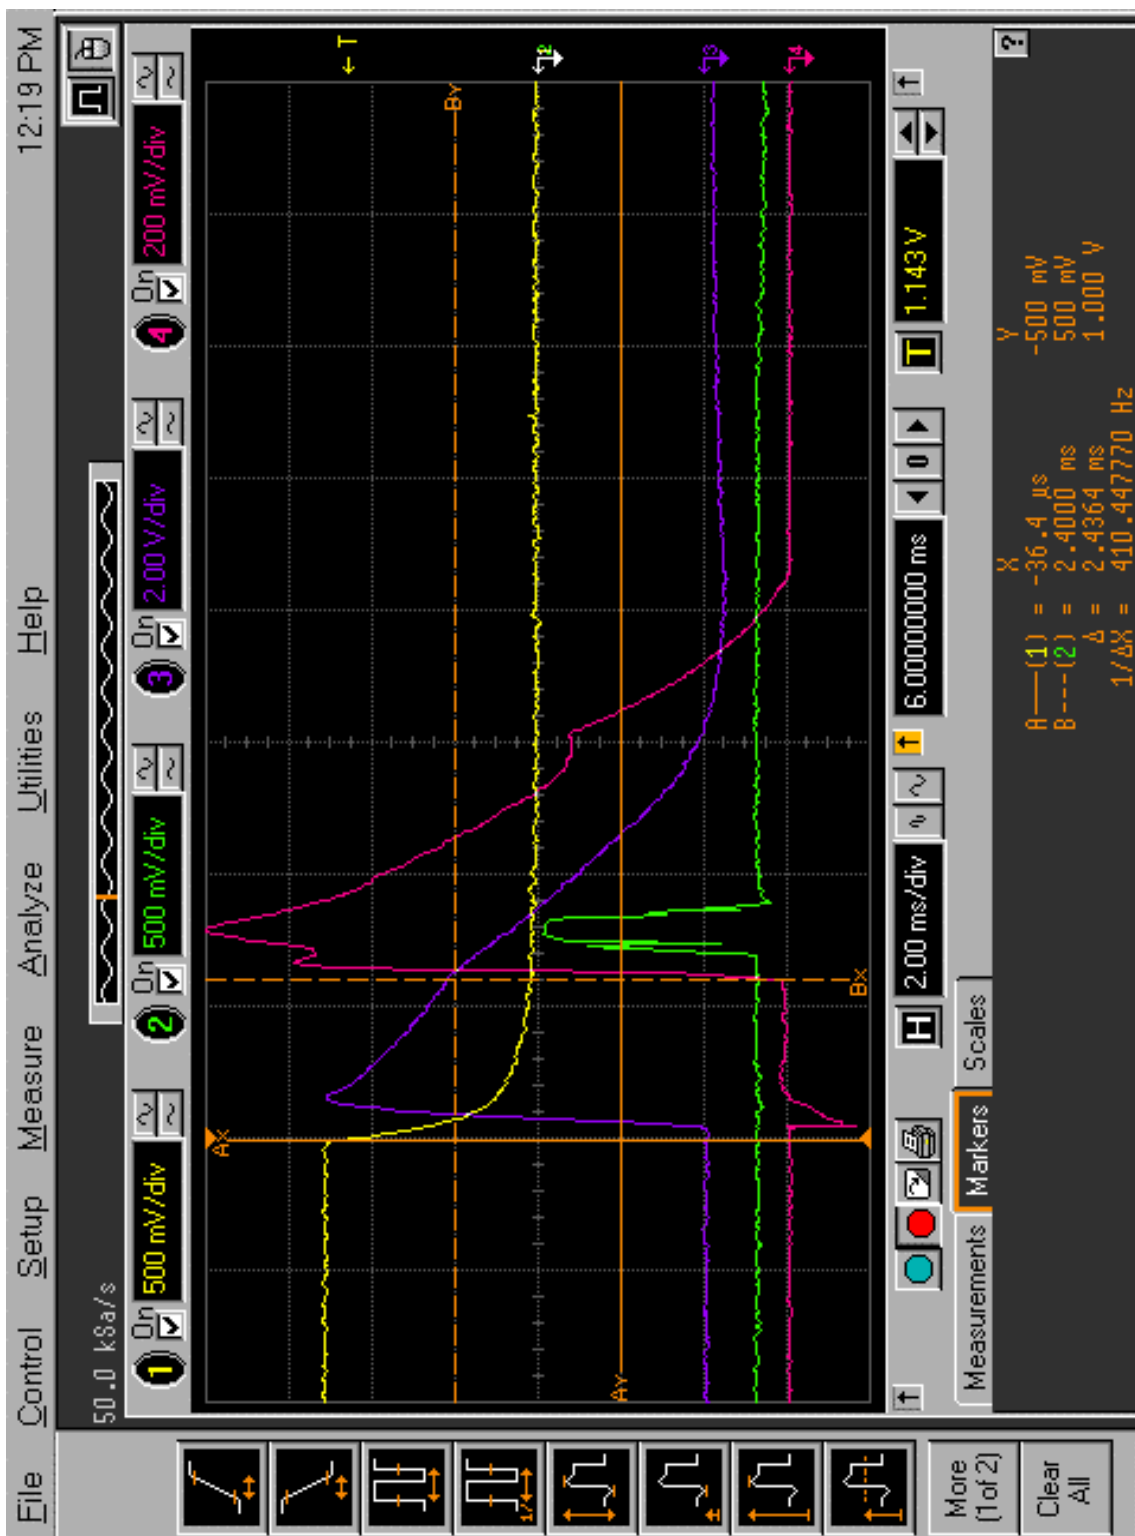 File Control Setup Measure Analyze Utilities Help 12:19 PM
50.0 kSa/s
1 On 500 mV/div 2 On 500 mV/div 3 On 2.00 V/div 4 On 200 mV/div
Ax
By
T
Ay
Bx
H 2.00 ms/div 6.00000000 ms 0 T 1.143 V
More
(1of 2)
Clear
All
Measurements Markers Scales
?
X Y
A——(1) = -36.4 µs -500 mV
B---(2) = 2.4000 ms 500 mV
Δ = 2.4364 ms 1.000 V
1/ΔX = 410.447770 Hz